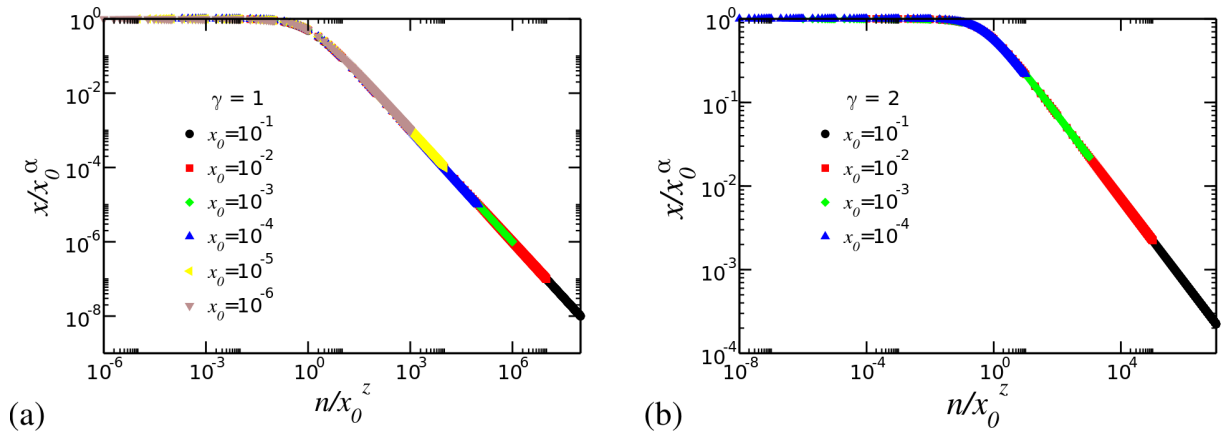 10^0
10^-2
10^-4
10^-6
10^-8
x/x_0^α
γ = 1
x_0=10^-1
x_0=10^-2
x_0=10^-3
x_0=10^-4
x_0=10^-5
x_0=10^-6
10^-6 10^-3 10^0 10^3 10^6
n/x_0^z
(a)
10^0
10^-1
10^-2
10^-3
10^-4
x/x_0^α
γ = 2
x_0=10^-1
x_0=10^-2
x_0=10^-3
x_0=10^-4
10^-8 10^-4 10^0 10^4
n/x_0^z
(b)